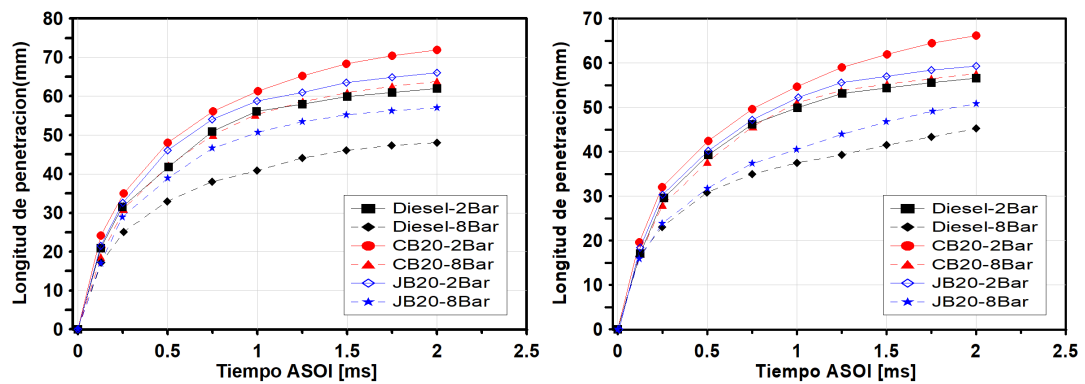 80
70
60
50
40
30
20
10
0
Longitud de penetracion(mm)
Diesel-2Bar
Diesel-8Bar
CB20-2Bar
CB20-8Bar
JB20-2Bar
JB20-8Bar
0 0.5 1 1.5 2 2.5
Tiempo ASOI [ms]
70
60
50
40
30
20
10
0
Longitud de penetracion(mm)
Diesel-2Bar
Diesel-8Bar
CB20-2Bar
CB20-8Bar
JB20-2Bar
JB20-8Bar
0 0.5 1 1.5 2 2.5
Tiempo ASOI [ms]